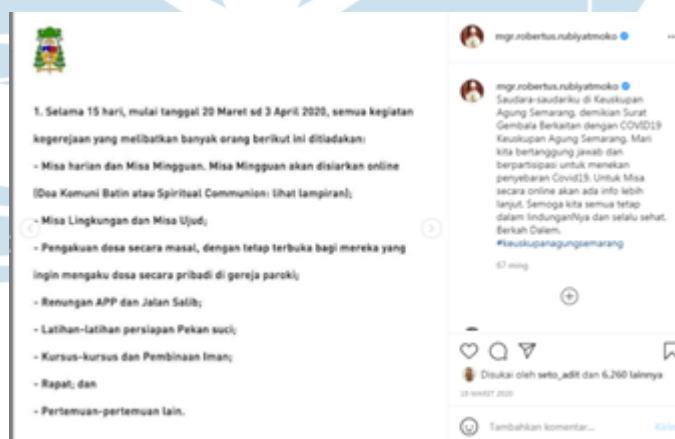 1. Selama 15 hari, mulai tanggal 20 Maret sd 3 April 2020, semua kegiatan
kegerejaan yang melibatkan banyak orang berikut ini ditiadakan:
- Misa harian dan Misa Mingguan. Misa Mingguan akan disiarkan online
(Doa Komuni Batin atau Spiritual Communion: lihat lampiran);
- Misa Lingkungan dan Misa Ujud;
- Pengakuan dosa secara masal, dengan tetap terbuka bagi mereka yang
ingin mengaku dosa secara pribadi di gereja paroki;
- Renungan APP dan Jalan Salib;
- Latihan-latihan persiapan Pekan suci;
- Kursus-kursus dan Pembinaan Iman;
- Rapat; dan
- Pertemuan-pertemuan lain.
mgr.robertus.rubiyatmoko
mgr.robertus.rubiyatmoko
Saudara-saudariku di Keuskupan
Agung Semarang, demikian Surat
Gembala Berkaitan dengan COVID19
Keuskupan Agung Semarang. Mari
kita bertanggung jawab dan
berpartisipasi untuk menekan
penyebaran Covid19. Untuk Misa
secara online akan ada info lebih
lanjut. Semoga kita semua tetap
dalam lindunganNya dan selalu sehat.
Berkah Dalem.
#keuskupanagungsemarang
67 ming
Disukai oleh seto_adit dan 6.260 lainnya
19 MARET 2020
Tambahkan komentar...